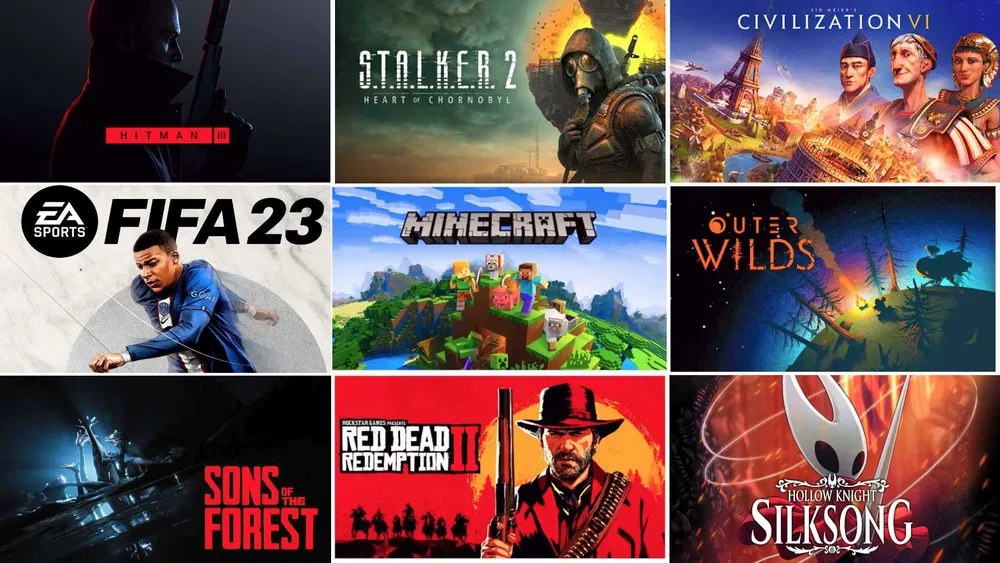 HITMAN III
S.T.A.L.K.E.R. 2
HEART OF CHORNOBYL
SID MEIER'S
CIVILIZATION VI
EA
SPORTS
FIFA 23
GOAT
MINECRAFT
OUTER
WILDS
SONS OF THE
FOREST
ROCKSTAR GAMES PRESENTS
RED DEAD
REDEMPTION II
HOLLOW KNIGHT
SILKSONG